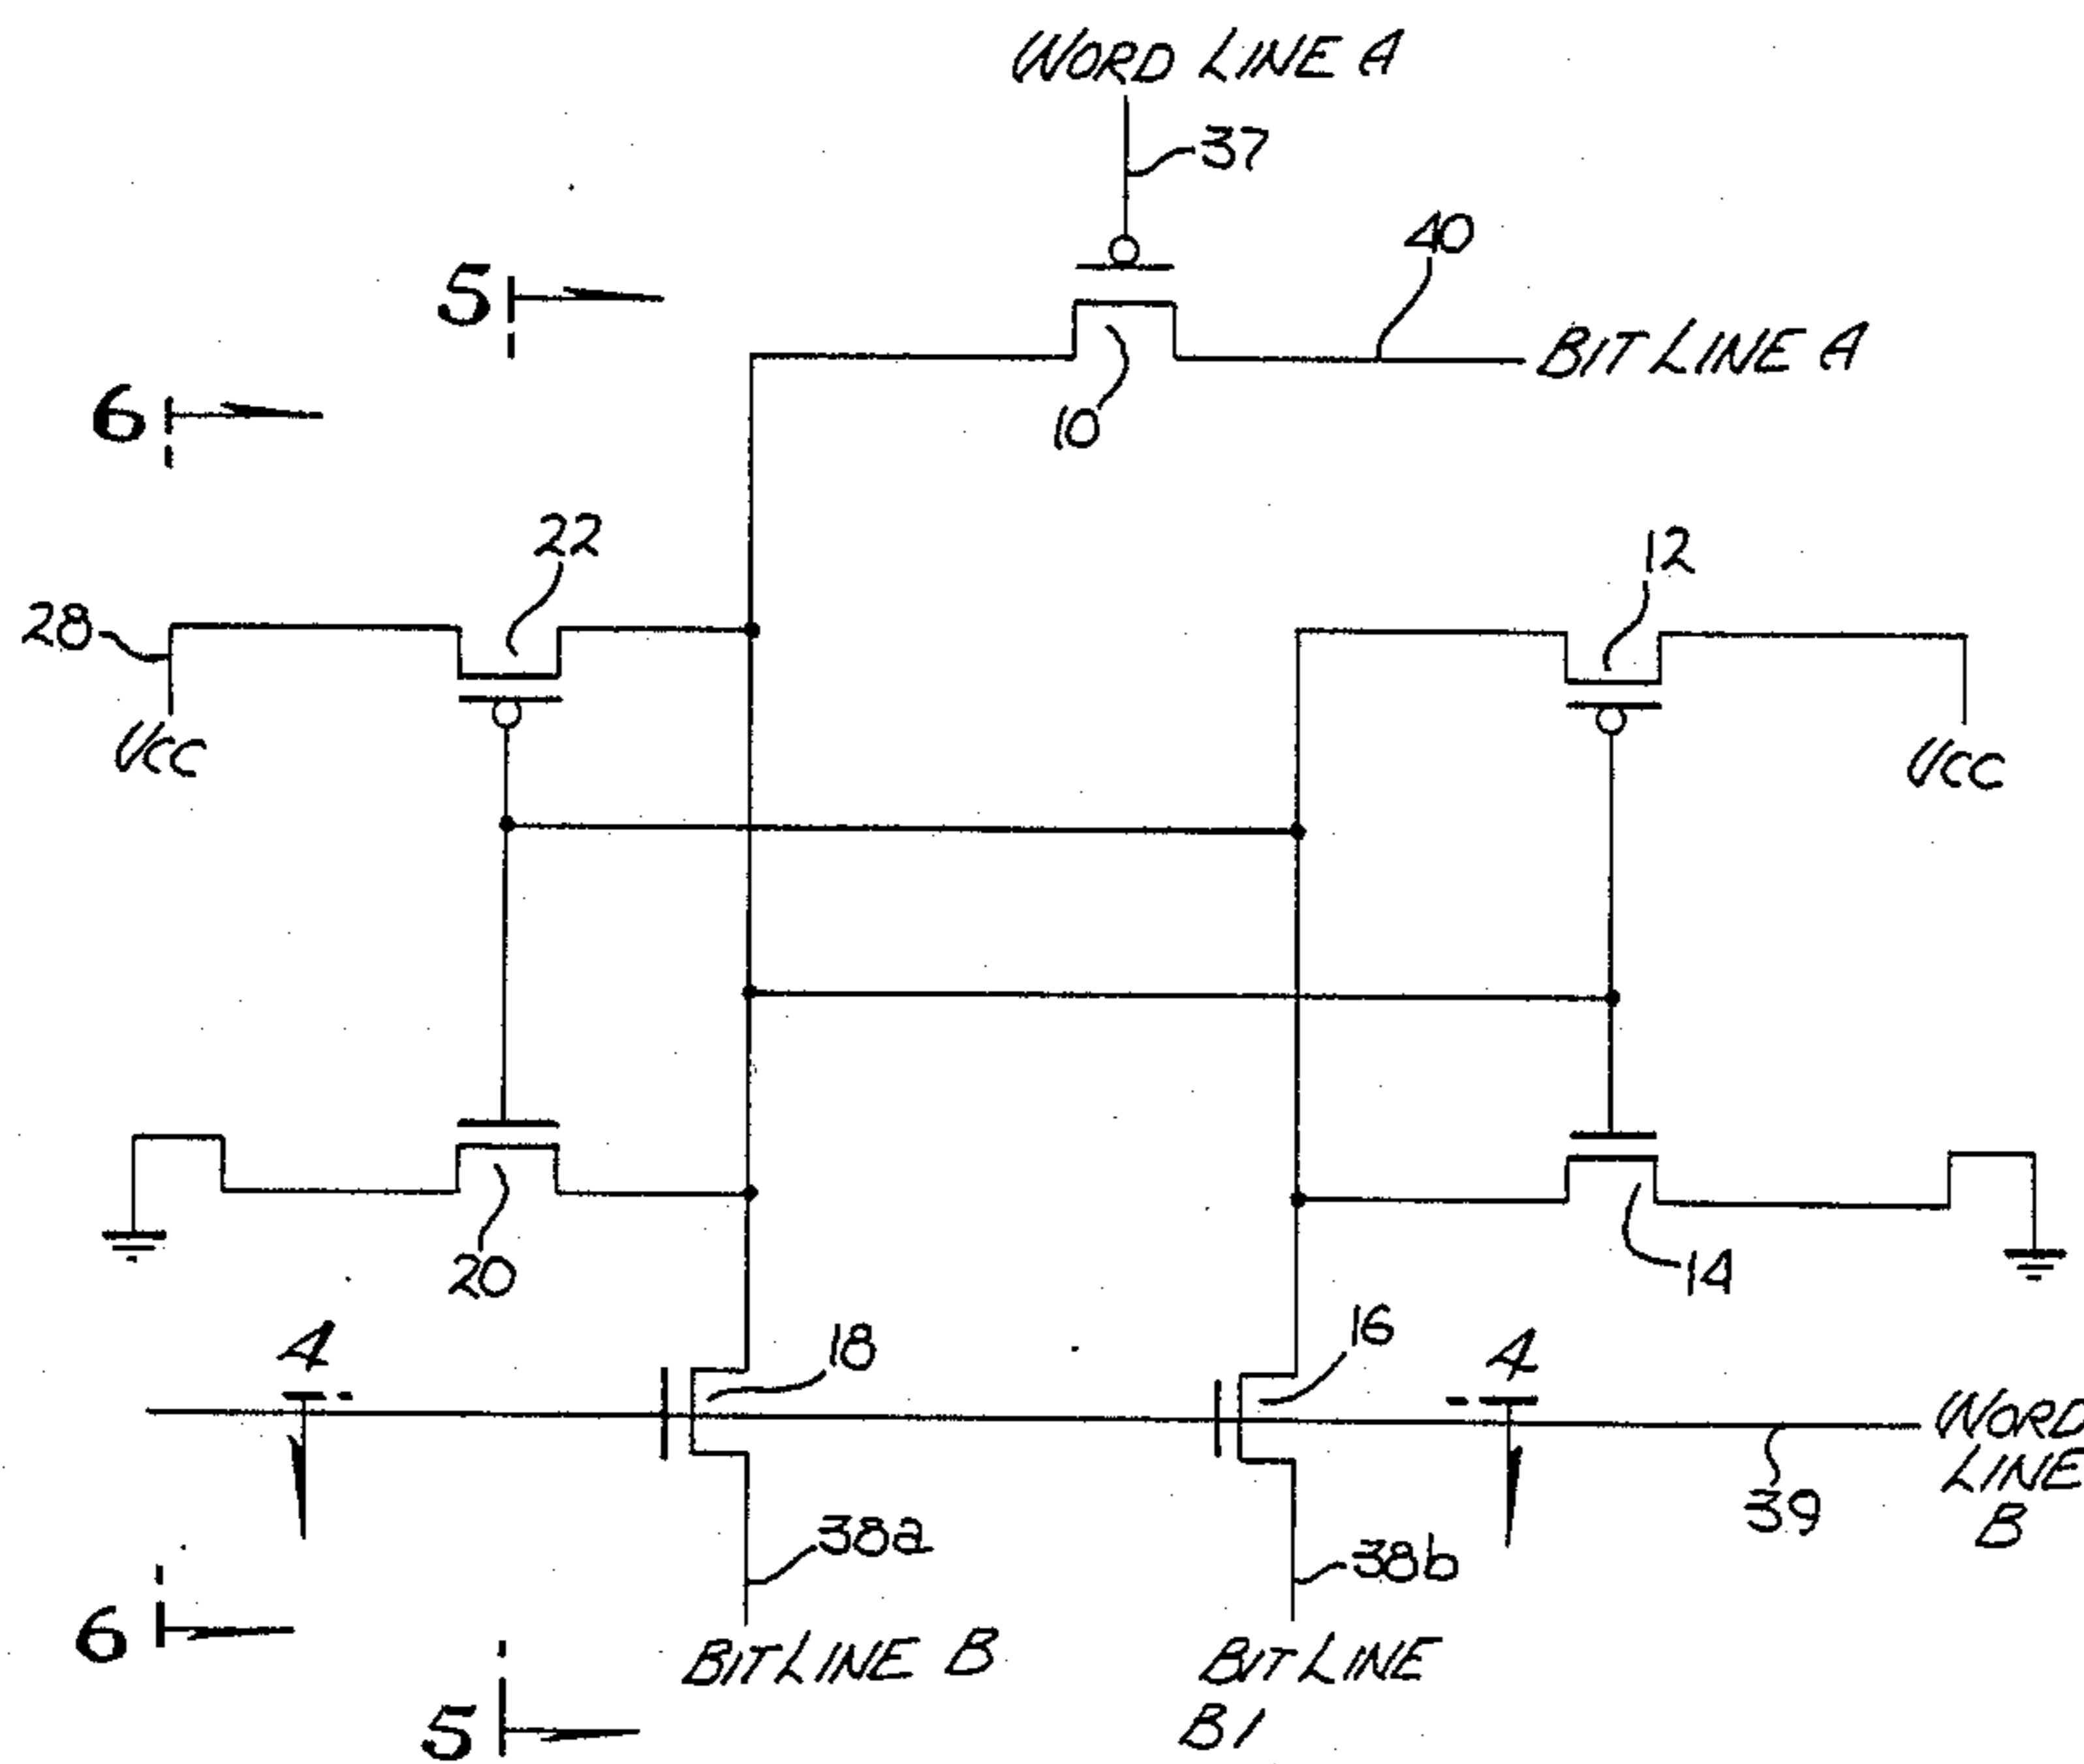 WORD LINE A
37
40
5
BIT LINE A
6
10
22
12
28
VCC
VCC
20
14
18
16
4
4
WORD
LINE
B
39
38a
38b
6
BIT LINE B
BIT LINE
B1
5